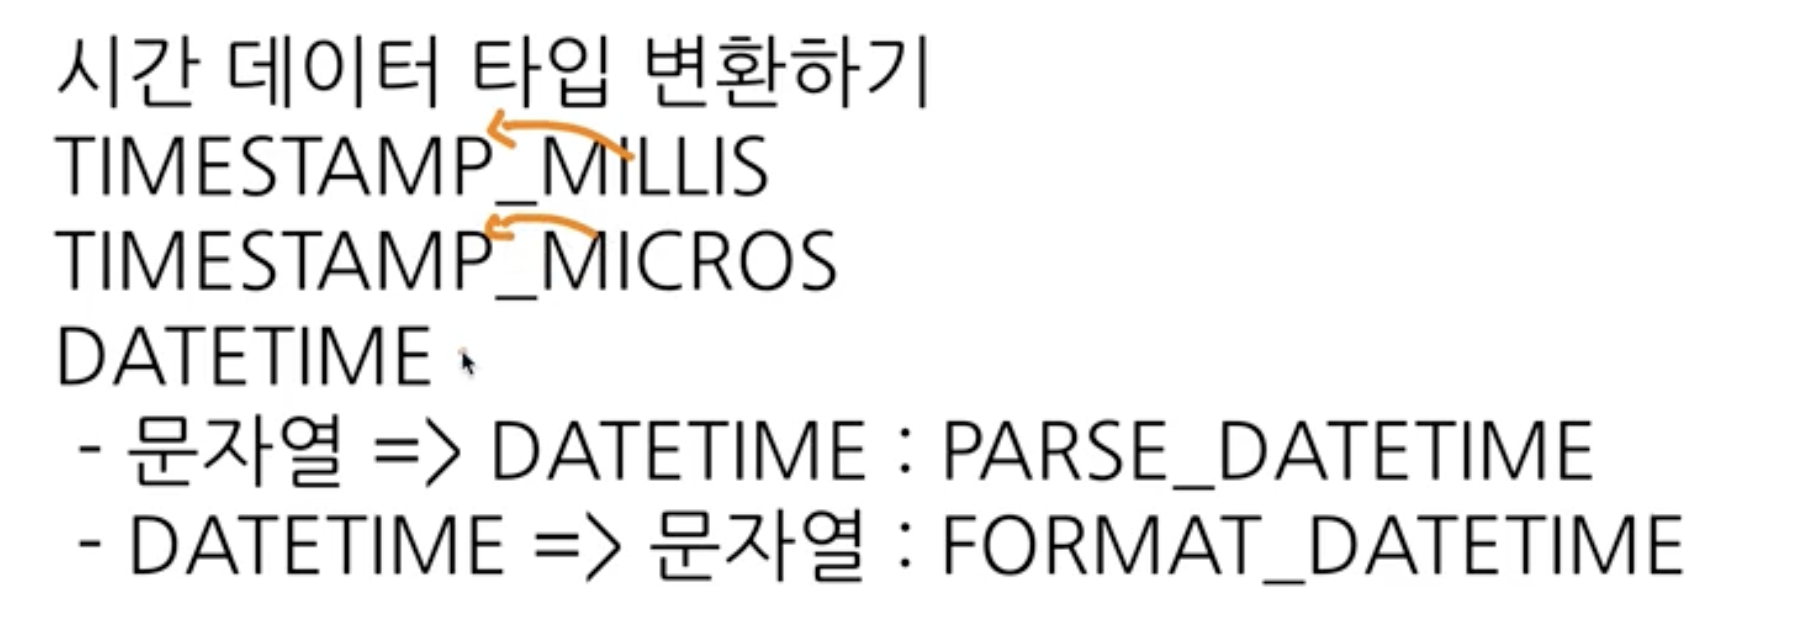 시간 데이터 타입 변환하기
TIMESTAMP_MILLIS
TIMESTAMP_MICROS
DATETIME
- 문자열 => DATETIME : PARSE_DATETIME
- DATETIME => 문자열 : FORMAT_DATETIME